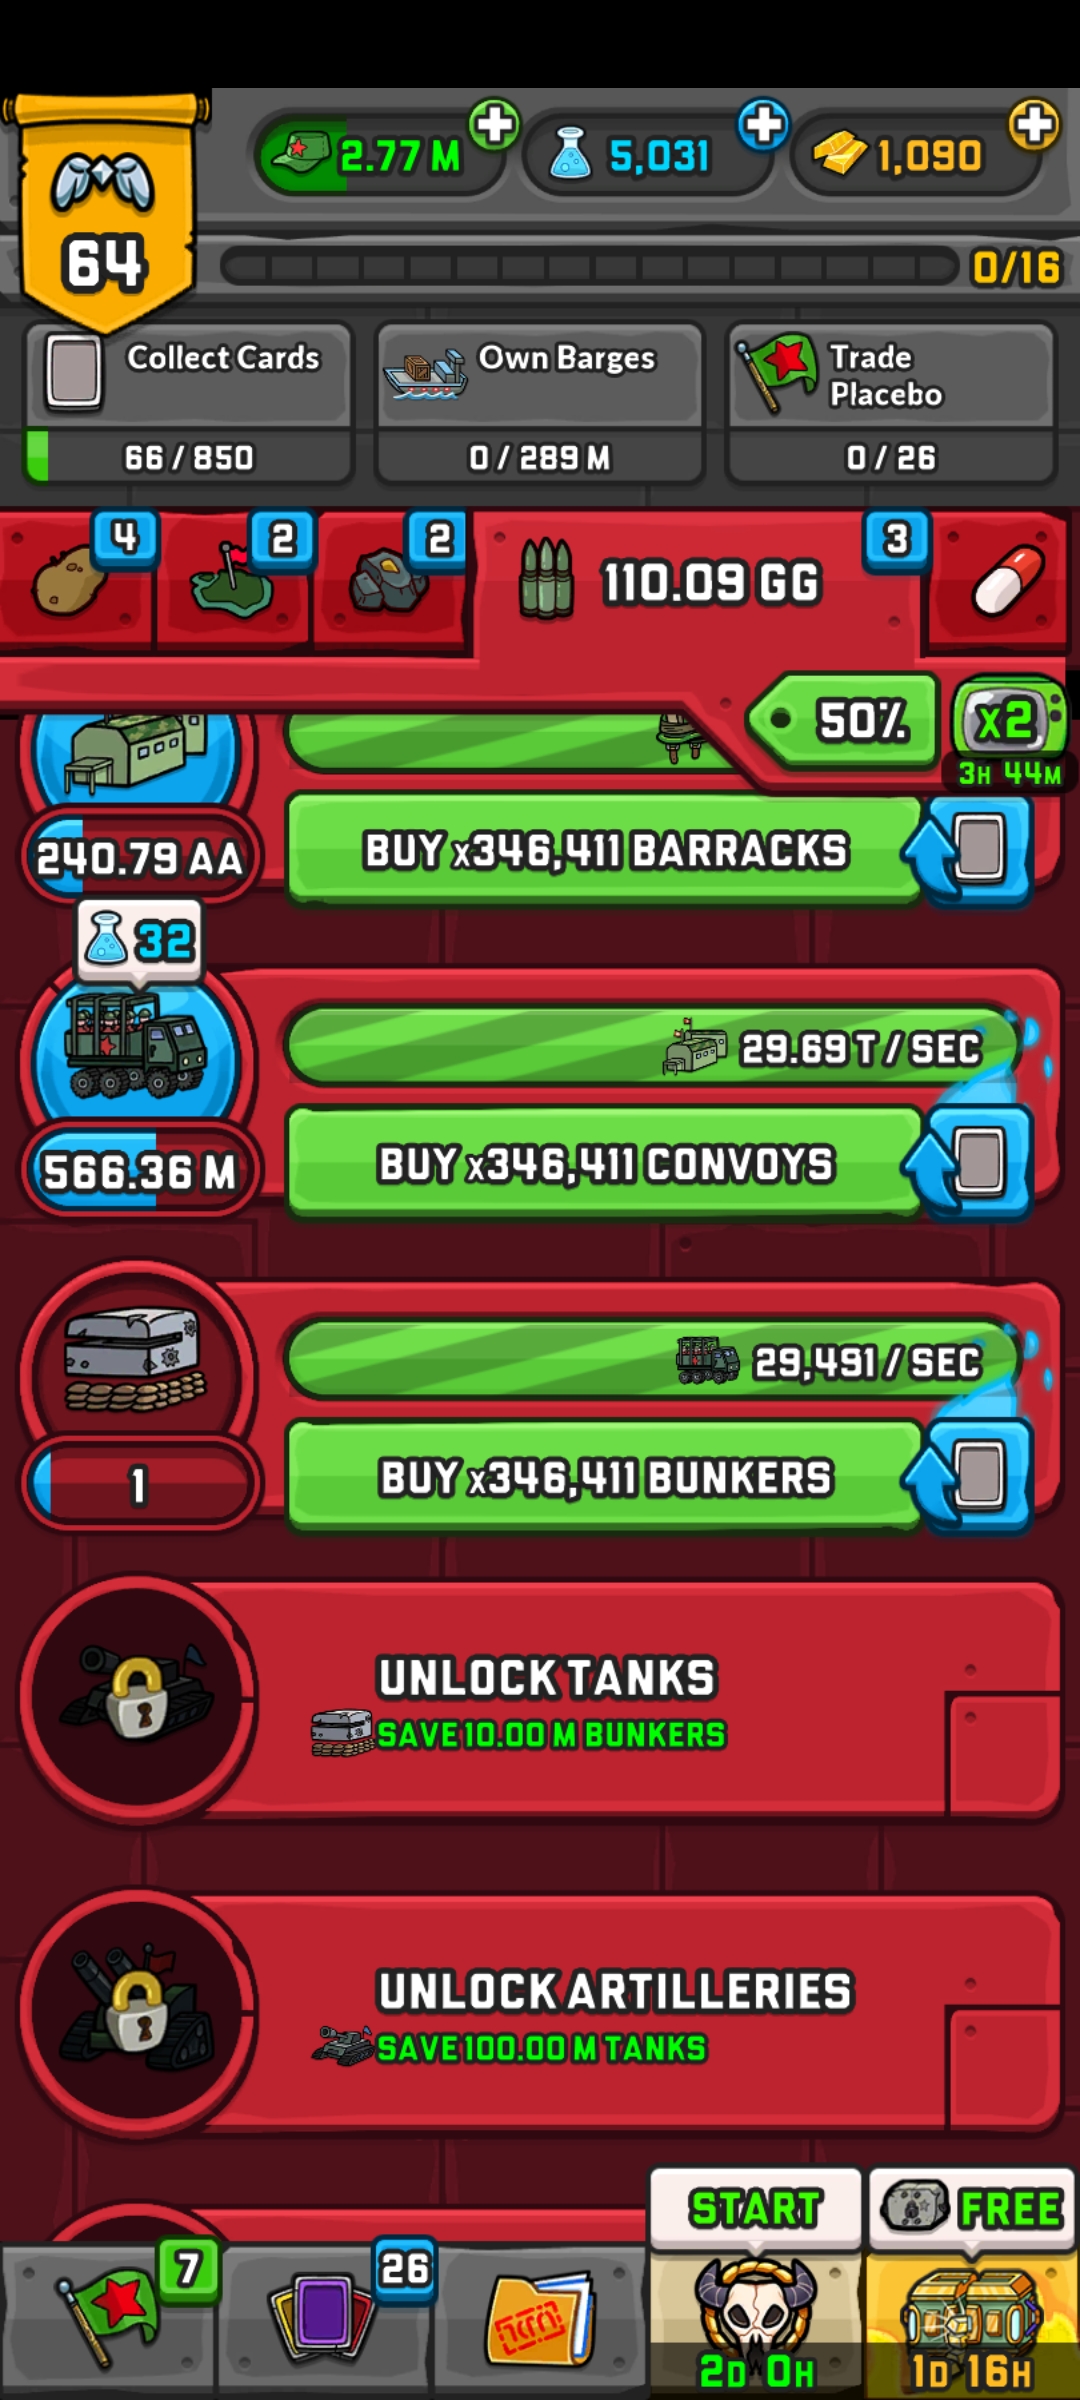 2.77 M
5,031
1,090
64
0/16
Collect Cards
66 / 850
Own Barges
0 / 289 M
Trade
Placebo
0 / 26
4
2
2
110.09 GG
3
50%
x2
3H 44M
240.79 AA
BUY x346,411 BARRACKS
32
29.69 T / SEC
566.36 M
BUY x346,411 CONVOYS
29,491 / SEC
1
BUY x346,411 BUNKERS
UNLOCK TANKS
SAVE 10.00 M BUNKERS
UNLOCK ARTILLERIES
SAVE 100.00 M TANKS
START
FREE
7
26
2D 0H
1D 16H